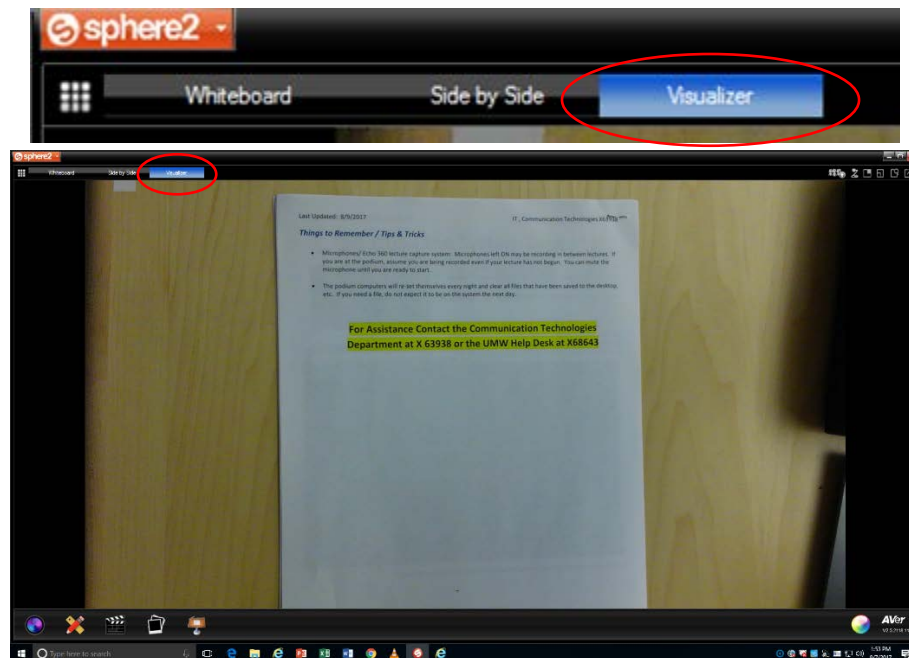 sphere2
Whiteboard Side by Side Visualizer
sphere2
Whiteboard Side by Side Visualizer
Last Updated: 8/9/2017 IT, Communication Technologies
Things to Remember / Tips & Tricks
• Microphones/ Echo 360 lecture capture system: Microphones left ON may be recording in between lectures. If
you are at the podium, assume you are being recorded even if your lecture has not begun. You can mute the
microphone until you are ready to start.
• The podium computers will re-set themselves every night and clear all files that have been saved to the desktop
etc. If you need a file, do not expect it to be on the system the next day.
For Assistance Contact the Communication Technologies
Department at X 63938 or the UMW Help Desk at X68643
AVer
Type here to search
1:53 PM